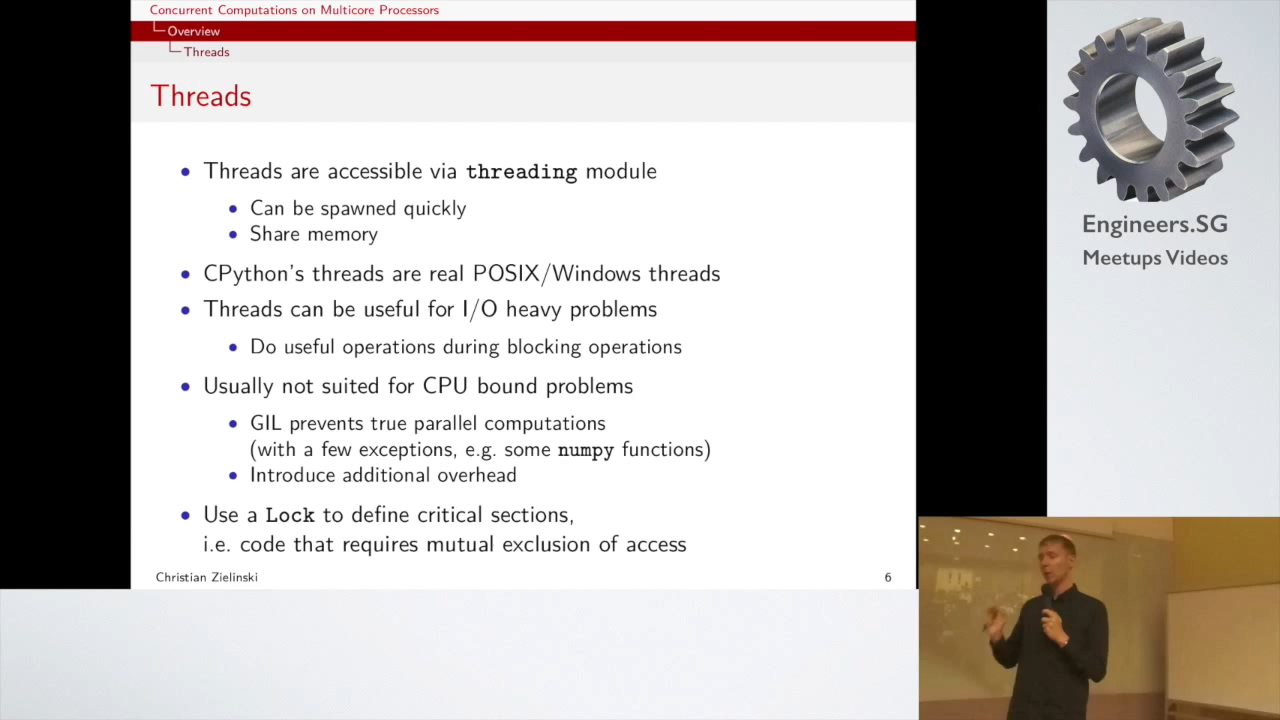 Concurrent Computations on Multicore Processors
Overview
Threads
Threads
• Threads are accessible via threading module
• Can be spawned quickly
• Share memory
• CPython's threads are real POSIX/Windows threads
• Threads can be useful for I/O heavy problems
• Do useful operations during blocking operations
• Usually not suited for CPU bound problems
• GIL prevents true parallel computations
(with a few exceptions, e.g. some numpy functions)
• Introduce additional overhead
• Use a Lock to define critical sections,
i.e. code that requires mutual exclusion of access
Christian Zielinski
6
Engineers.SG
Meetups Videos